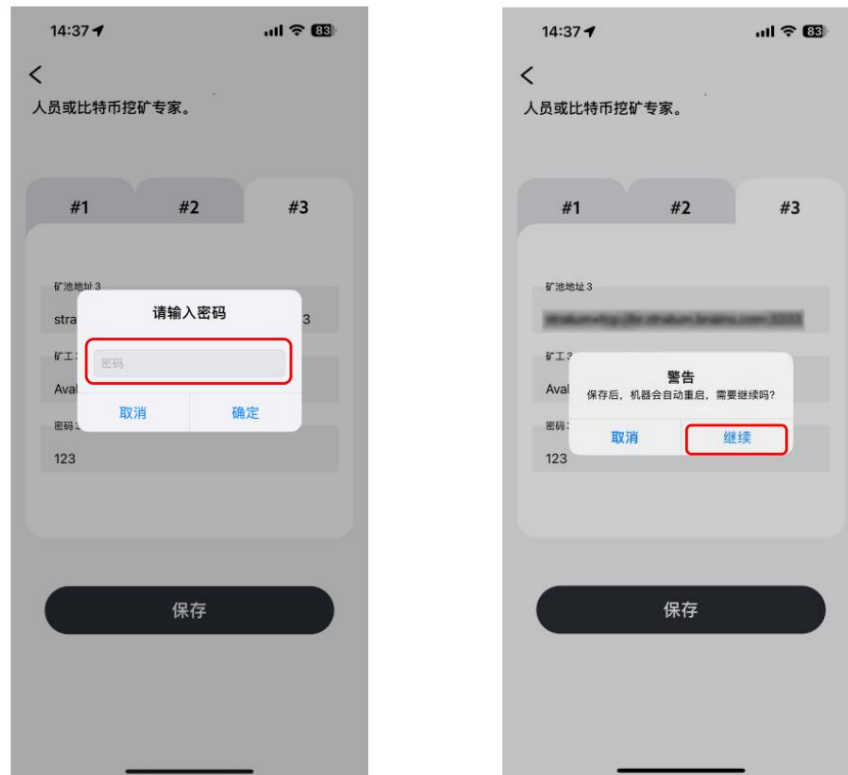 14:37
83
人员或比特币挖矿专家。
#1
#2
#3
矿池地址 3
请输入密码
stra
3
矿工
密码
Aval
取消
确定
密码
123
保存
14:37
83
人员或比特币挖矿专家。
#1
#2
#3
矿池地址 3
矿工
警告
Aval
保存后，机器会自动重启，需要继续吗?
密码
取消
继续
123
保存